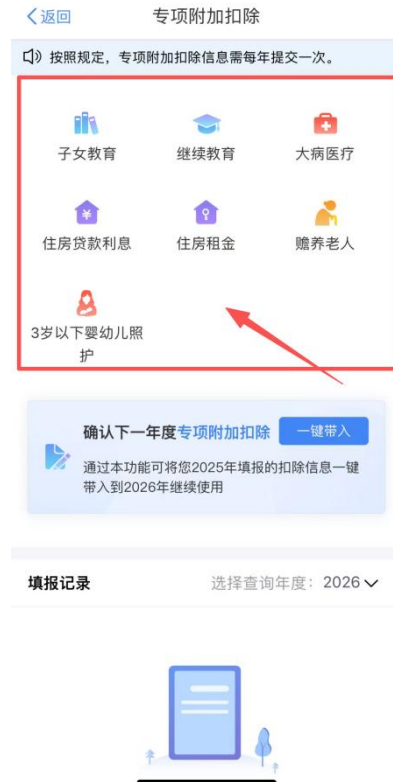 返回
专项附加扣除
按照规定，专项附加扣除信息需每年提交一次。
子女教育
继续教育
大病医疗
住房贷款利息
住房租金
赡养老人
3岁以下婴幼儿照
护
确认下一年度专项附加扣除
一键带入
通过本功能可将您2025年填报的扣除信息一键
带入到2026年继续使用
填报记录
选择查询年度：2026